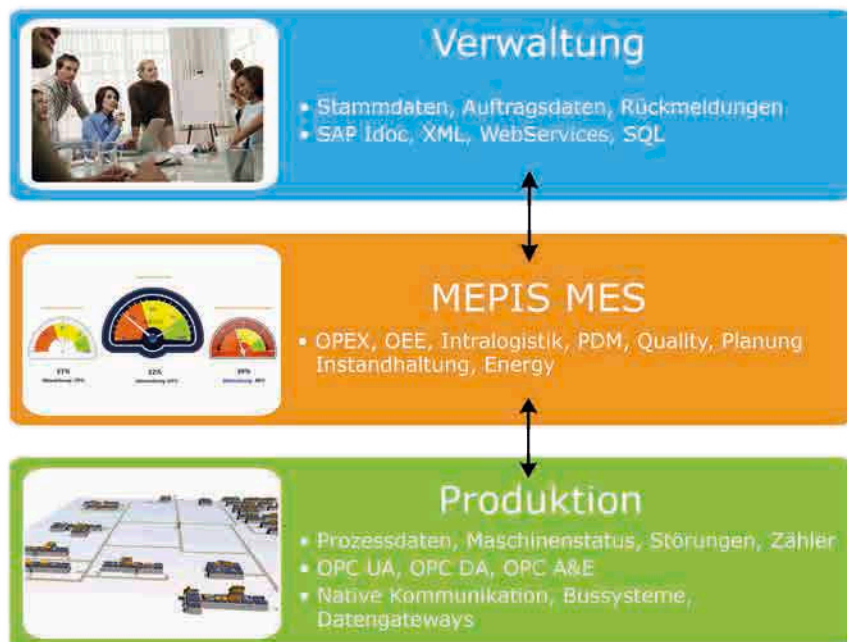 Verwaltung
• Stammdaten, Auftragsdaten, Rückmeldungen
• SAP Idoc, XML, WebServices, SQL
MEPIS MES
• OPEX, OEE, Intralogistik, PDM, Quality, Planung
Instandhaltung, Energy
Produktion
• Prozessdaten, Maschinenstatus, Störungen, Zähler
• OPC UA, OPC DA, OPC A&E
• Native Kommunikation, Bussysteme,
Datengateways